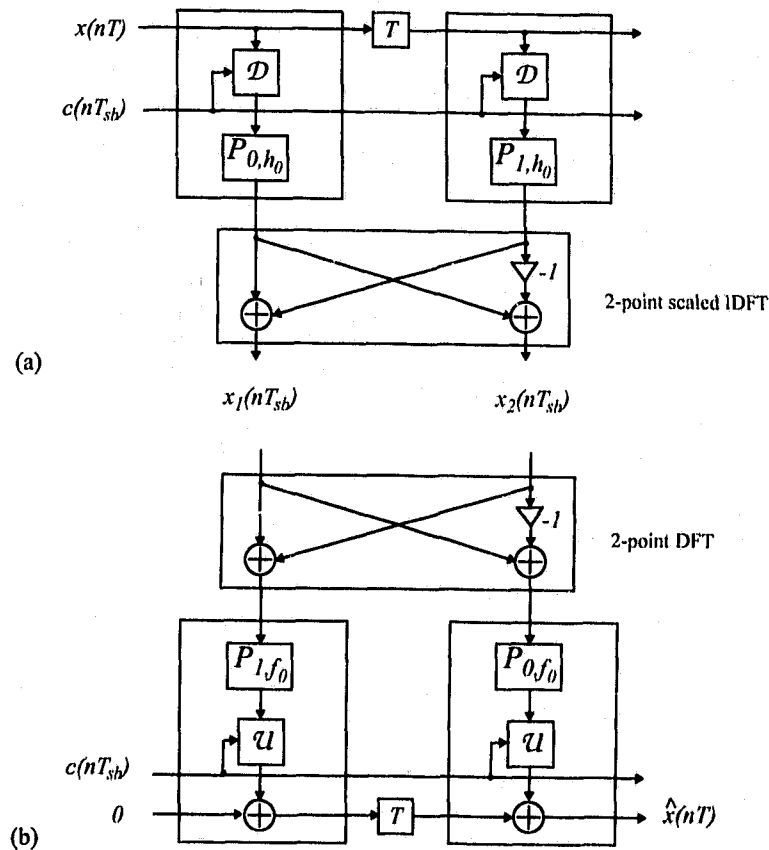 x(nT)
T
𝒟
𝒟
c(nT_sb)
P_0,h_0
P_1,h_0
-1
2-point scaled IDFT
(a)
x_1(nT_sb)
x_2(nT_sb)
-1
2-point DFT
P_1,f_0
P_0,f_0
𝒰
𝒰
c(nT_sb)
0
T
x̂(nT)
(b)